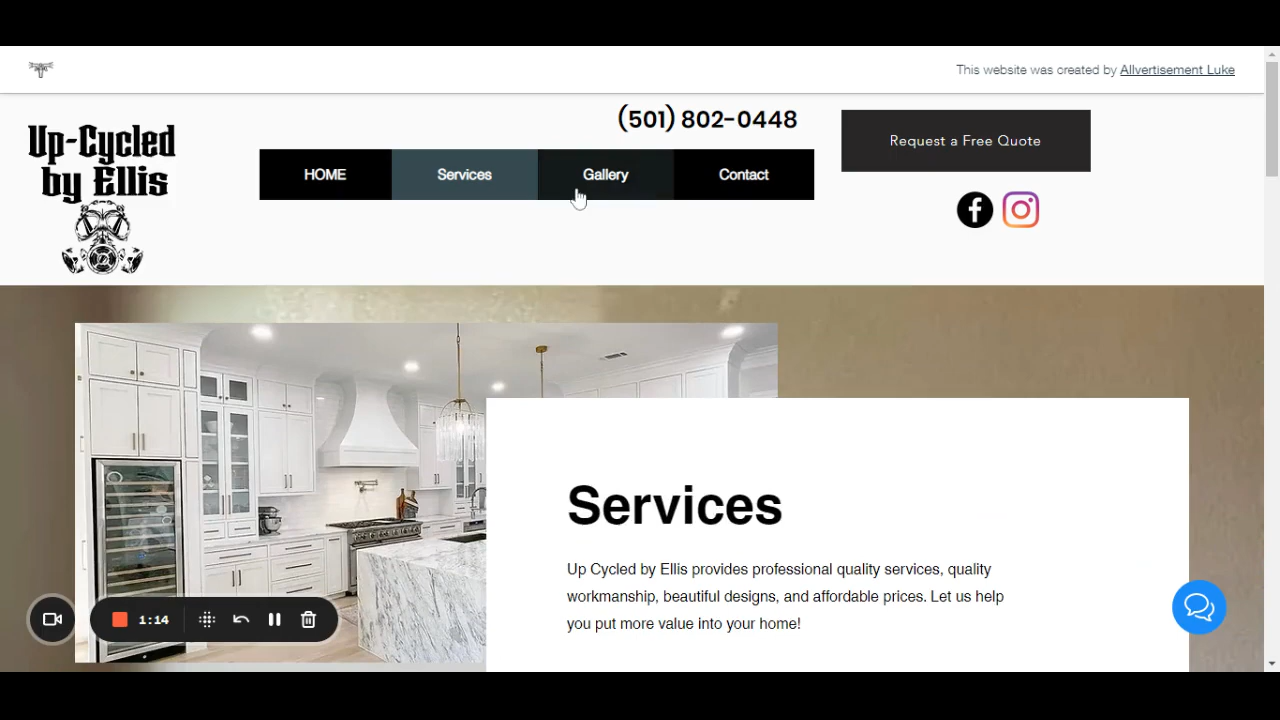 This website was created by Allvertisement Luke
Up-Cycled
by Ellis
(501) 802-0448
Request a Free Quote
HOME
Services
Gallery
Contact
Services
Up Cycled by Ellis provides professional quality services, quality
workmanship, beautiful designs, and affordable prices. Let us help
you put more value into your home!
1:14